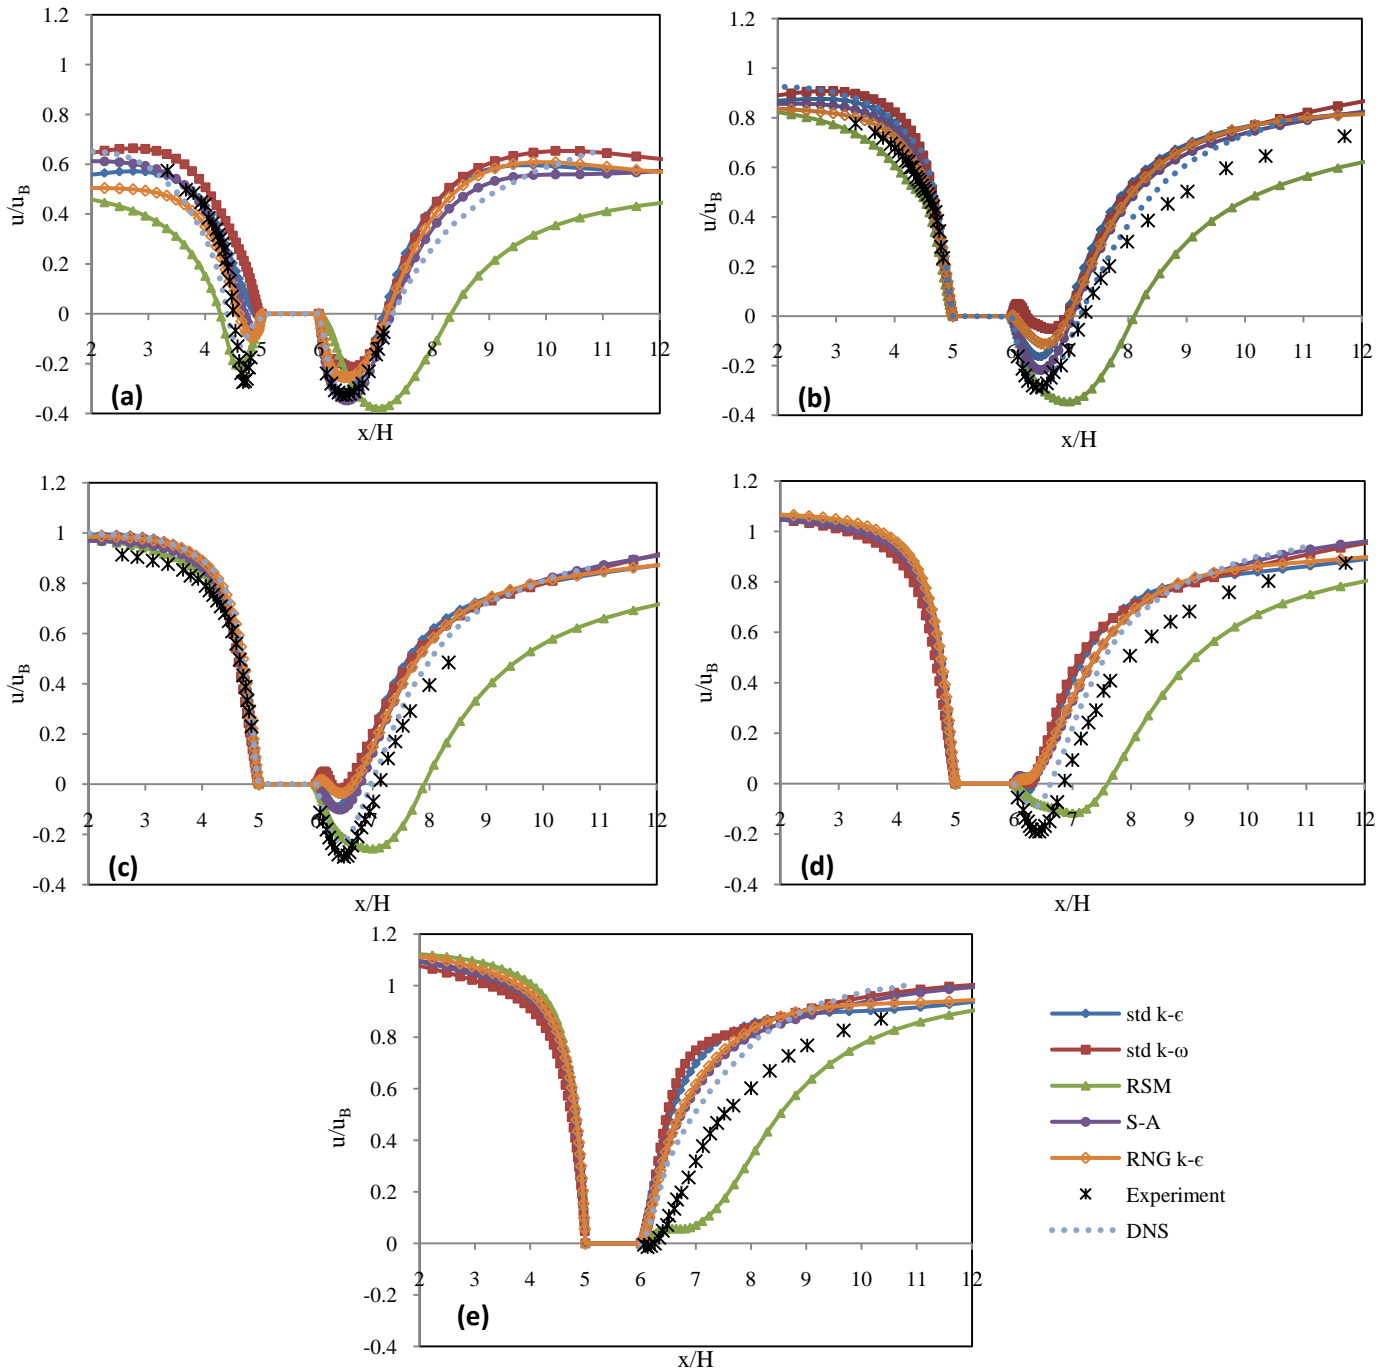 1.2
1
0.8
0.6
0.4
0.2
0
-0.2
-0.4
2 3 4 5 6 7 8 9 10 11 12
u/uB
x/H
(a)
1.2
1
0.8
0.6
0.4
0.2
0
-0.2
-0.4
2 3 4 5 6 7 8 9 10 11 12
u/uB
x/H
(b)
1.2
1
0.8
0.6
0.4
0.2
0
-0.2
-0.4
2 3 4 5 6 7 8 9 10 11 12
u/uB
x/H
(c)
1.2
1
0.8
0.6
0.4
0.2
0
-0.2
-0.4
2 3 4 5 6 7 8 9 10 11 12
u/uB
x/H
(d)
1.2
1
0.8
0.6
0.4
0.2
0
-0.2
-0.4
2 3 4 5 6 7 8 9 10 11 12
u/uB
x/H
(e)
std k-ϵ
std k-ω
RSM
S-A
RNG k-ϵ
Experiment
DNS